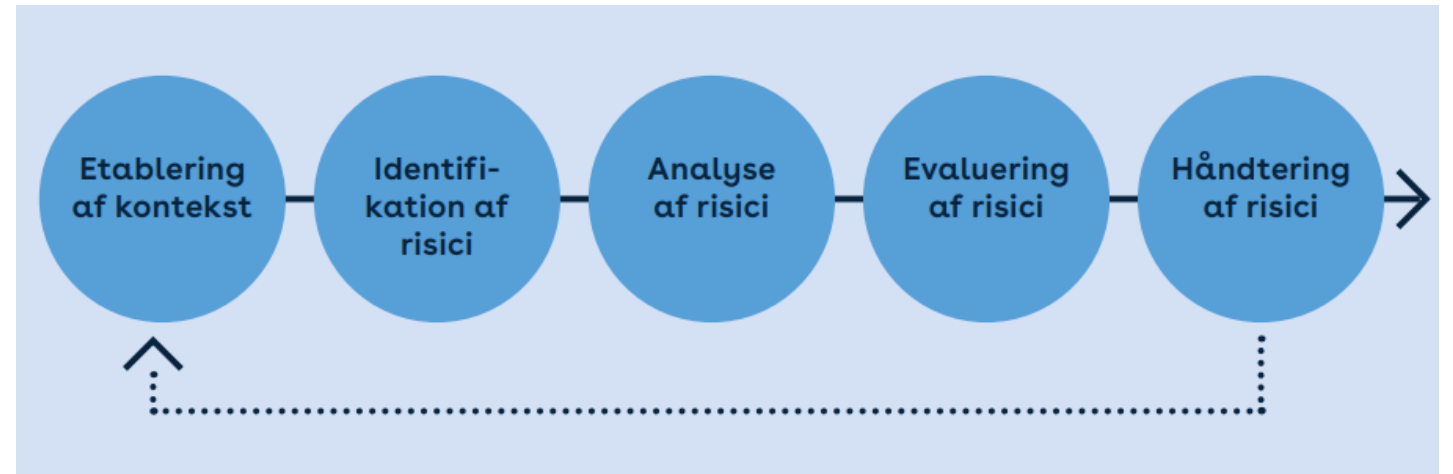 Etablering
af kontekst
Identifi-
kation af
risici
Analyse
af risici
Evaluering
af risici
Håndtering
af risici